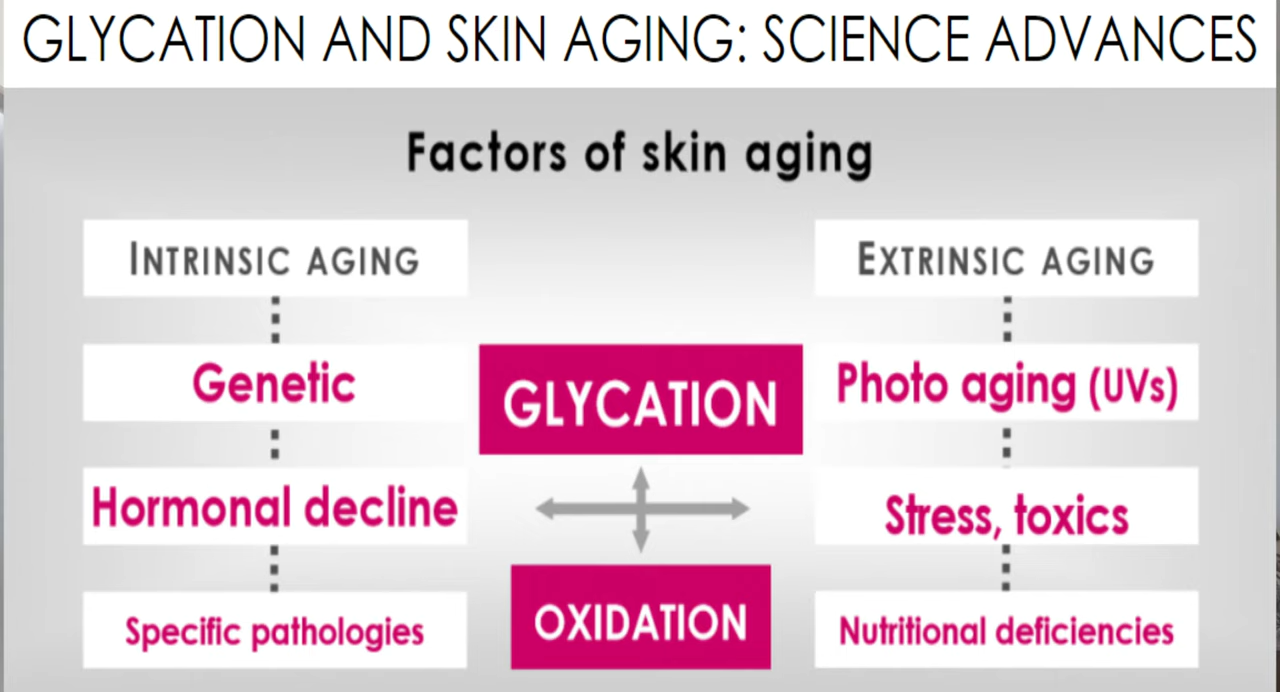 GLYCATION AND SKIN AGING: SCIENCE ADVANCES
Factors of skin aging
INTRINSIC AGING
Genetic
Hormonal decline
Specific pathologies
GLYCATION
OXIDATION
EXTRINSIC AGING
Photo aging (UVs)
Stress, toxics
Nutritional deficiencies